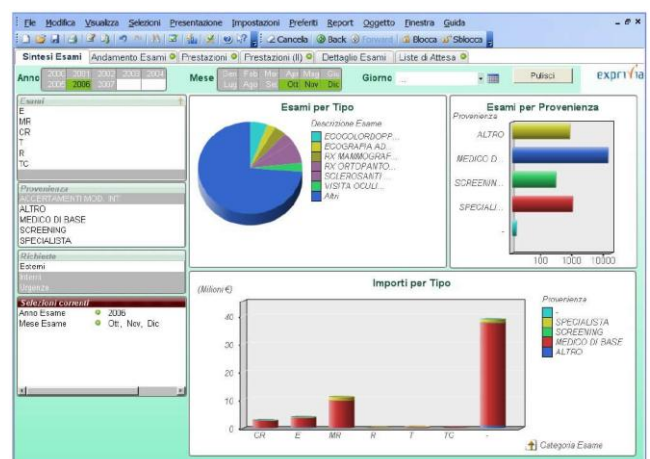 File Modifica Visualizza Selezioni Presentazione Impostazioni Preferiti Report Oggetto Finestra Guida
Cancella Back Forward Blocca Sblocca
Sintesi Esami Andamento Esami Prestazioni Prestazioni (II) Dettaglio Esami Liste di Attesa
Anno 2000 2001 2002 2003 2004
2005 2006 2007
Mese Gen Feb Mar Apr Mag Giu
Lug Ago Set Ott Nov Dic
Giorno ...
Pulisci
exprivia
Esami
E
MR
CR
T
R
TC
Provenienza
ACCERTAMENTI MOD. INT.
ALTRO
MEDICO DI BASE
SCREENING
SPECIALISTA
Richieste
Esterni
Interni
Urgenze
Selezioni correnti
Anno Esame 2006
Mese Esame Ott, Nov, Dic
Esami per Tipo
Descrizione Esame
ECOCOLORDOPP...
ECOGRAFIA AD...
RX MAMMOGRAF...
RX ORTOPANTO...
SCLEROSANTI ...
VISITA OCULI...
Altri
Esami per Provenienza
Provenienza
ALTRO
MEDICO D...
SCREENIN...
SPECIALI...
-
100 1000 10000
Importi per Tipo
(Milioni €)
40
30
20
10
0
CR E MR R T TC -
Provenienza
-
SPECIALISTA
SCREENING
MEDICO DI BASE
ALTRO
Categoria Esame